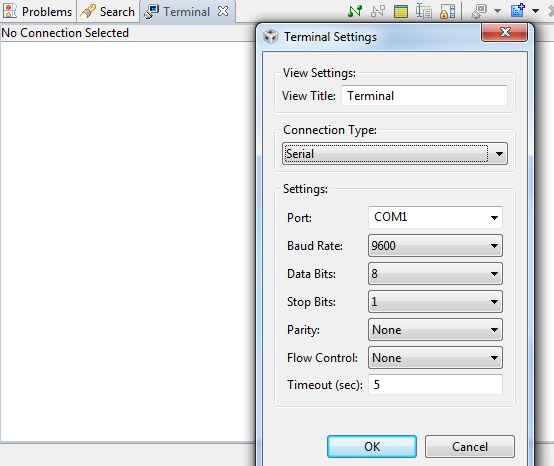 Problems Search Terminal
No Connection Selected
Terminal Settings
View Settings:
View Title: Terminal
Connection Type:
Serial
Settings:
Port: COM1
Baud Rate: 9600
Data Bits: 8
Stop Bits: 1
Parity: None
Flow Control: None
Timeout (sec): 5
OK Cancel